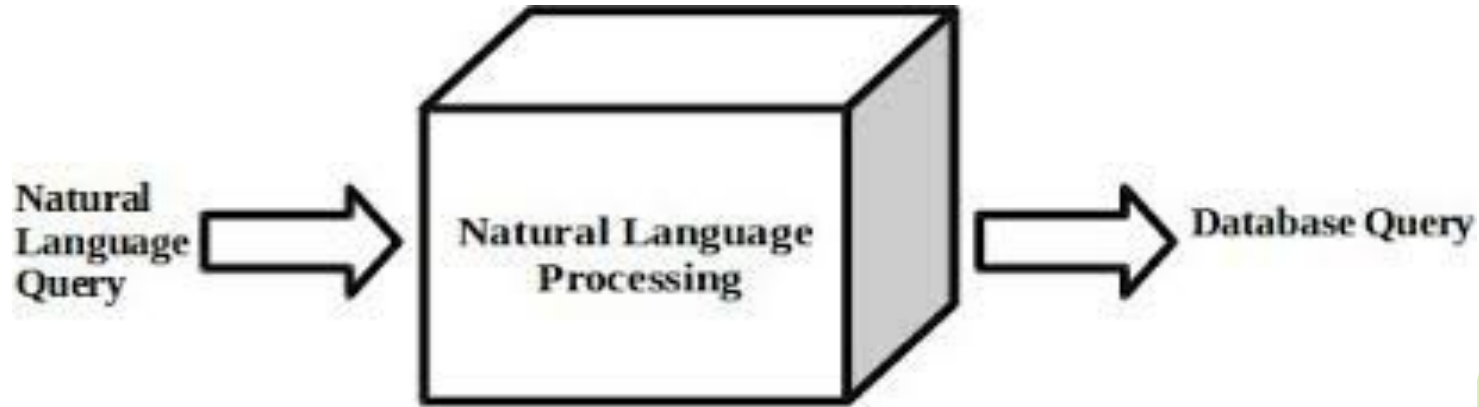 Natural
Language
Query
Natural Language
Processing
Database Query